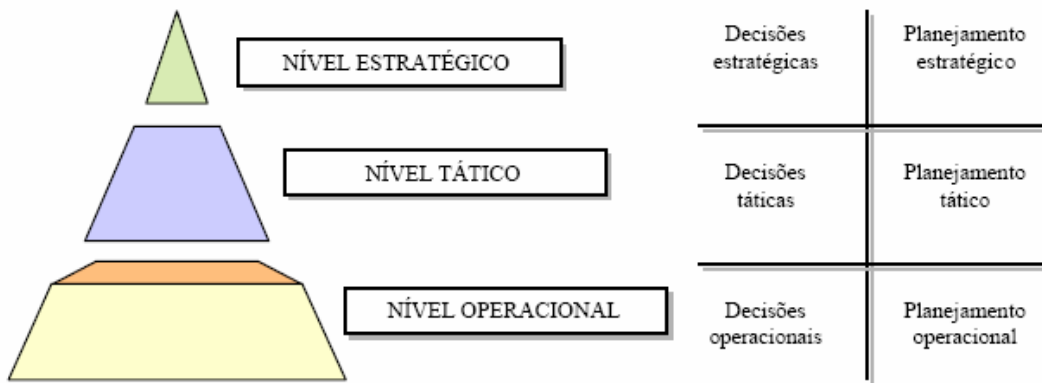 NÍVEL ESTRATÉGICO
Decisões
estratégicas
Planejamento
estratégico
NÍVEL TÁTICO
Decisões
táticas
Planejamento
tático
NÍVEL OPERACIONAL
Decisões
operacionais
Planejamento
operacional